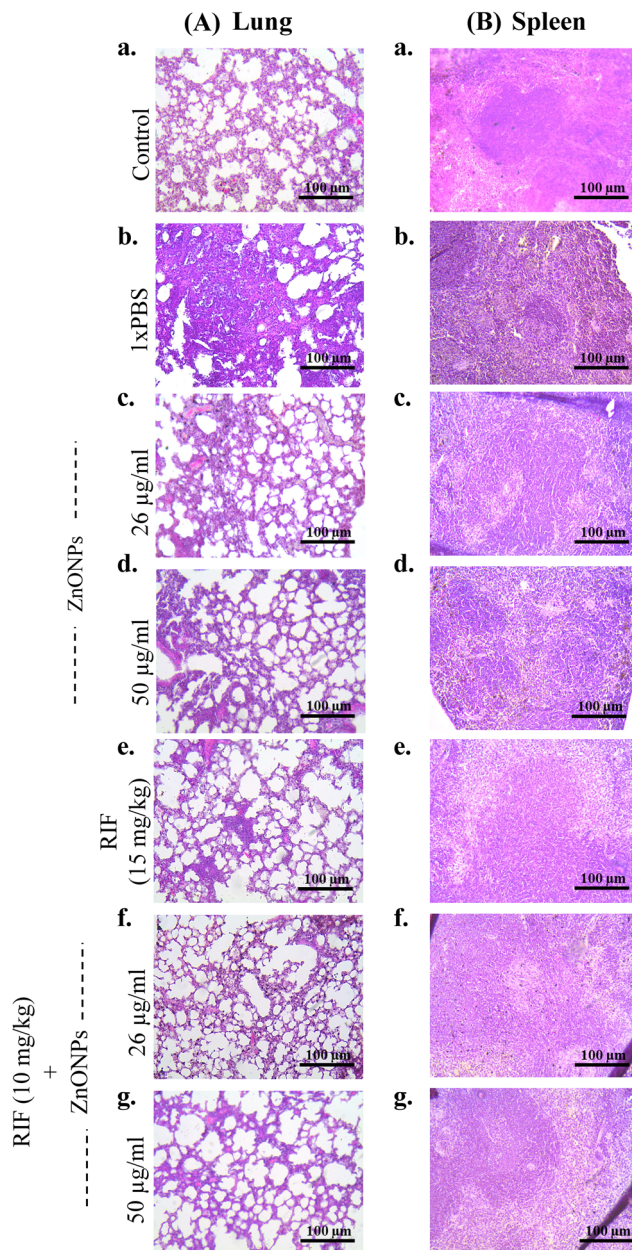 (A) Lung
(B) Spleen
a.
a.
Control
100 μm
100 μm
b.
b.
1xPBS
100 μm
100 μm
c.
c.
26 μg/ml
100 μm
100 μm
ZnONPs
d.
d.
50 μg/ml
100 μm
100 μm
e.
e.
RIF
(15 mg/kg)
100 μm
100 μm
f.
f.
26 μg/ml
100 μm
100 μm
RIF (10 mg/kg)
+
ZnONPs
g.
g.
50 μg/ml
100 μm
100 μm